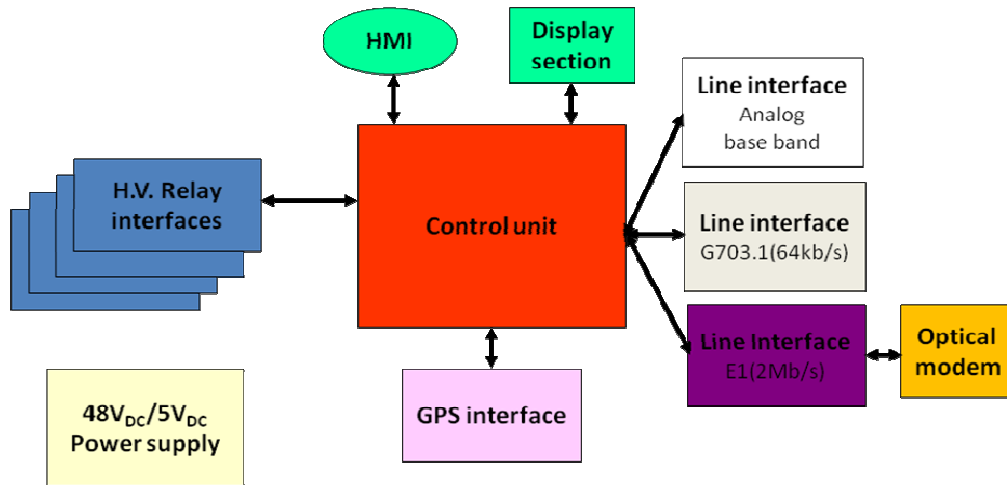 HMI
Display
section
Line interface
Analog
base band
H.V. Relay
interfaces
Control unit
Line interface
G703.1(64kb/s)
Line Interface
E1(2Mb/s)
Optical
modem
GPS interface
48VDC/5VDC
Power supply